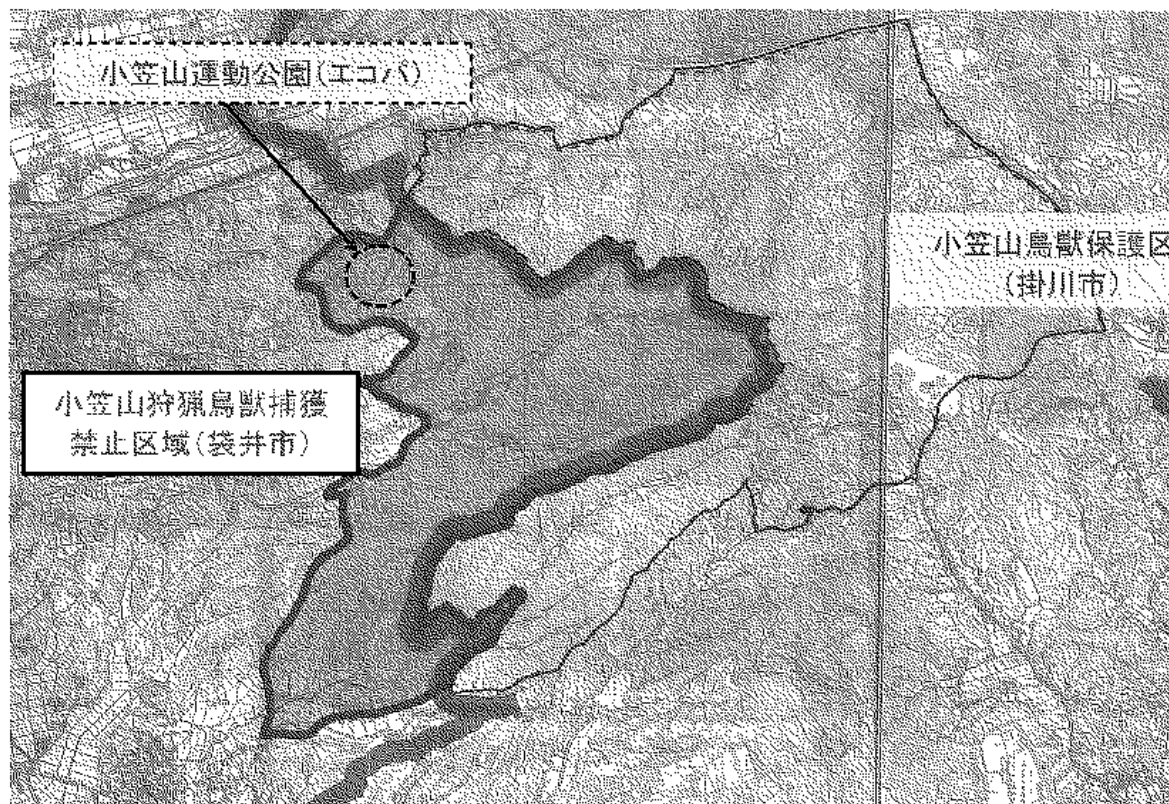 小笠山運動公園(エコパ)
小笠山鳥獣保護区
(掛川市)
小笠山狩猟鳥獣捕獲
禁止区域(袋井市)